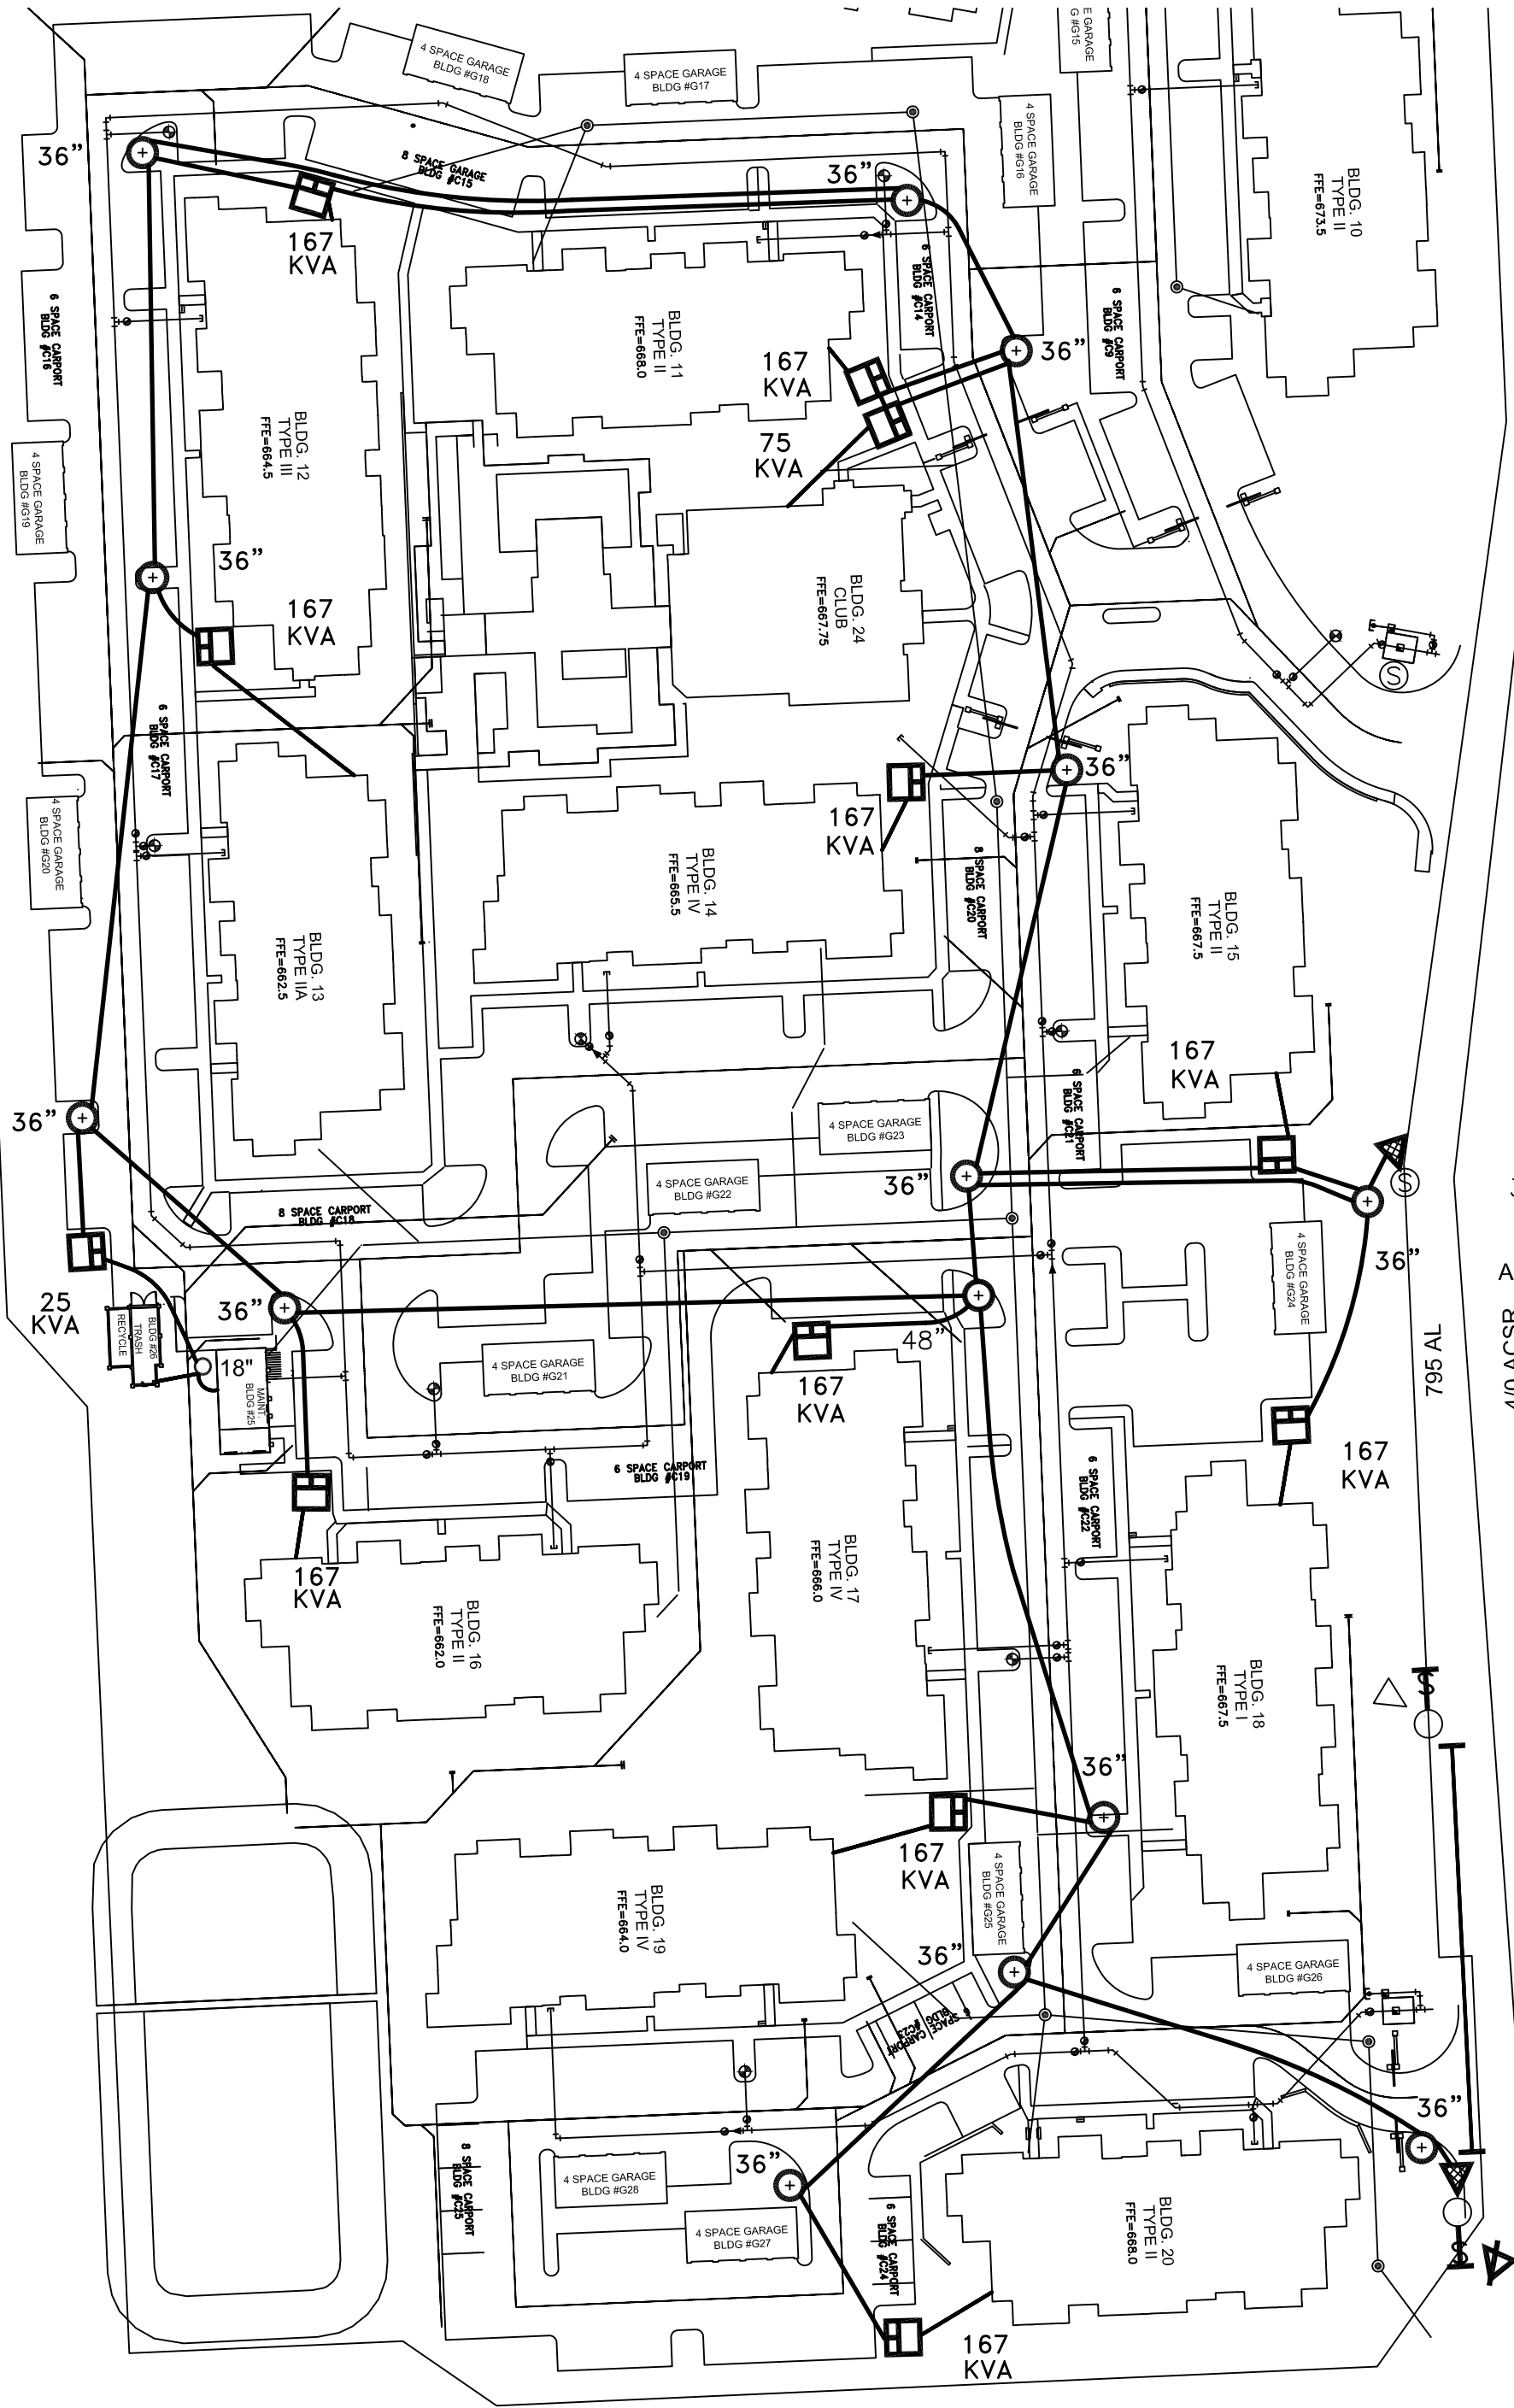 E GARAGE
G #G15
4 SPACE GARAGE
BLDG #G18
4 SPACE GARAGE
BLDG #G17
4 SPACE GARAGE
BLDG #G16
36”
8 SPACE GARAGE
BLDG #C15
36”
BLDG. 10
TYPE II
FFE=673.5
167
KVA
6 SPACE CARPORT
BLDG #C14
6 SPACE CARPORT
BLDG #C9
6 SPACE CARPORT
BLDG #C16
BLDG. 11
TYPE II
FFE=668.0
167
KVA
36”
75
KVA
BLDG. 12
TYPE III
FFE=664.5
4 SPACE GARAGE
BLDG #G19
36”
167
KVA
BLDG. 24
CLUB
FFE=667.75
S
6 SPACE CARPORT
BLDG #C17
36”
4 SPACE GARAGE
BLDG #G20
167
KVA
BLDG. 14
TYPE IV
FFE=665.5
8 SPACE CARPORT
BLDG #C20
BLDG. 15
TYPE II
FFE=667.5
BLDG. 13
TYPE IIA
FFE=662.5
167
KVA
6 SPACE CARPORT
BLDG #C21
36”
4 SPACE GARAGE
BLDG #G23
4 SPACE GARAGE
BLDG #G22
36”
S
8 SPACE CARPORT
BLDG #C18
4 SPACE GARAGE
BLDG #G24
36”
25
KVA
36”
RECYCLE
TRASH
BLDG #26
18"
MAINT.
BLDG #25
4 SPACE GARAGE
BLDG #G21
48”
167
KVA
795 AL
A
167
KVA
6 SPACE CARPORT
BLDG #C19
6 SPACE CARPORT
BLDG #C22
167
KVA
BLDG. 16
TYPE II
FFE=662.0
BLDG. 17
TYPE IV
FFE=666.0
BLDG. 18
TYPE I
FFE=667.5
S
36”
167
KVA
BLDG. 19
TYPE IV
FFE=664.0
4 SPACE GARAGE
BLDG #G25
36”
4 SPACE GARAGE
BLDG #G26
6 SPACE CARPORT
BLDG #C23
36”
8 SPACE CARPORT
BLDG #C25
36”
4 SPACE GARAGE
BLDG #G28
4 SPACE GARAGE
BLDG #G27
6 SPACE CARPORT
BLDG #C24
BLDG. 20
TYPE II
FFE=668.0
S
167
KVA